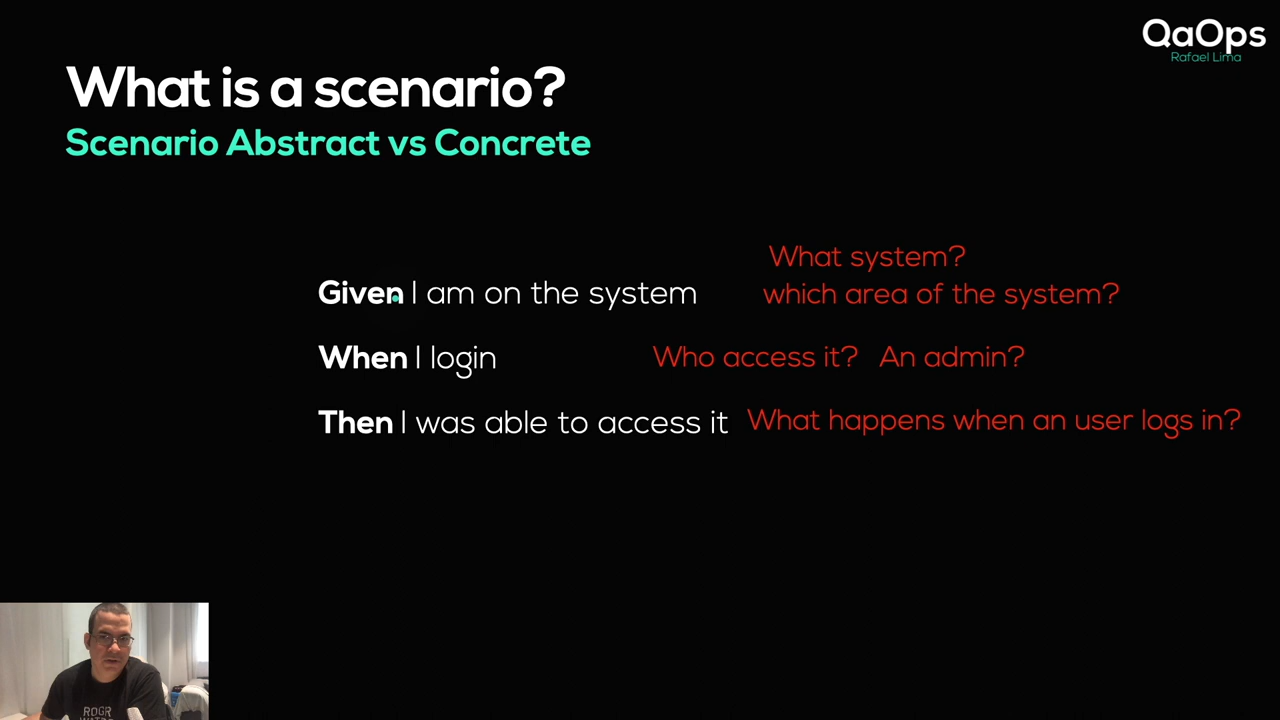 QaOps
Rafael Lima
What is a scenario?
Scenario Abstract vs Concrete
What system?
Given I am on the system which area of the system?
When I login Who access it? An admin?
Then I was able to access it What happens when an user logs in?
ROGR